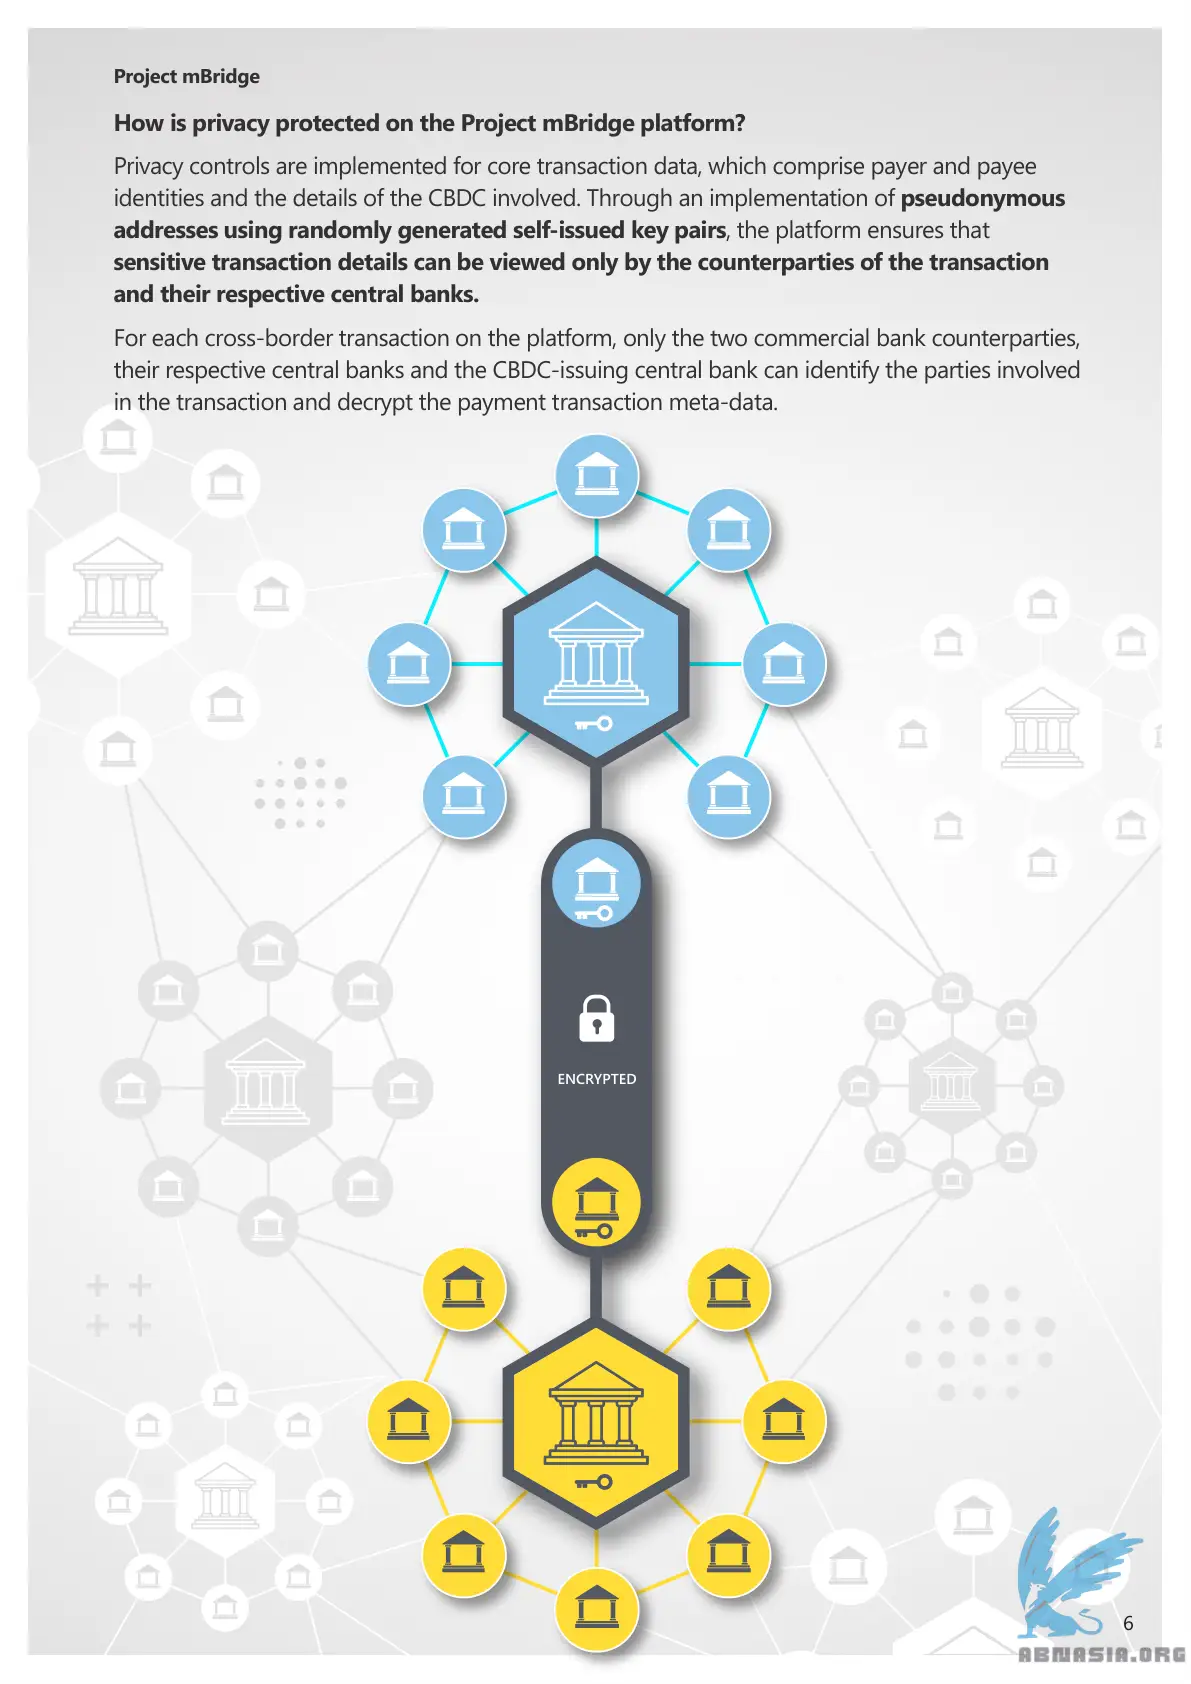 Project mBridge
How is privacy protected on the Project mBridge platform?
Privacy controls are implemented for core transaction data, which comprise payer and payee
identities and the details of the CBDC involved. Through an implementation of pseudonymous
addresses using randomly generated self-issued key pairs, the platform ensures that
sensitive transaction details can be viewed only by the counterparties of the transaction
and their respective central banks.
For each cross-border transaction on the platform, only the two commercial bank counterparties,
their respective central banks and the CBDC-issuing central bank can identify the parties involved
in the transaction and decrypt the payment transaction meta-data.
ENCRYPTED
6
ABMASIA.ORG